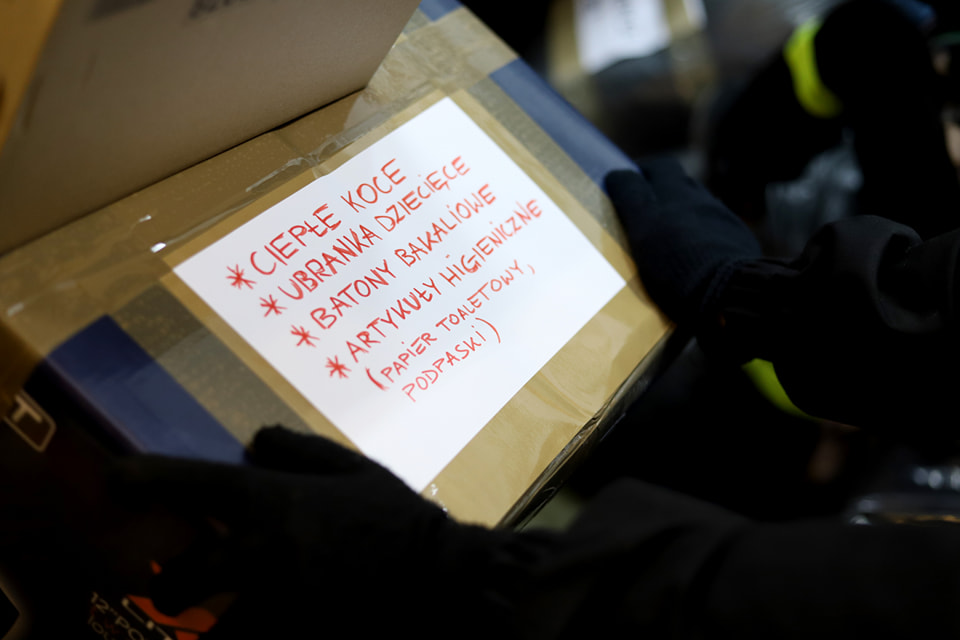 * CIEPŁE KOCE
* UBRANKA DZIECIĘCE
* BATONY BAKALIOWE
* ARTYKUŁY HIGIENICZNE
(PAPIER TOALETOWY,
PODPASKI)